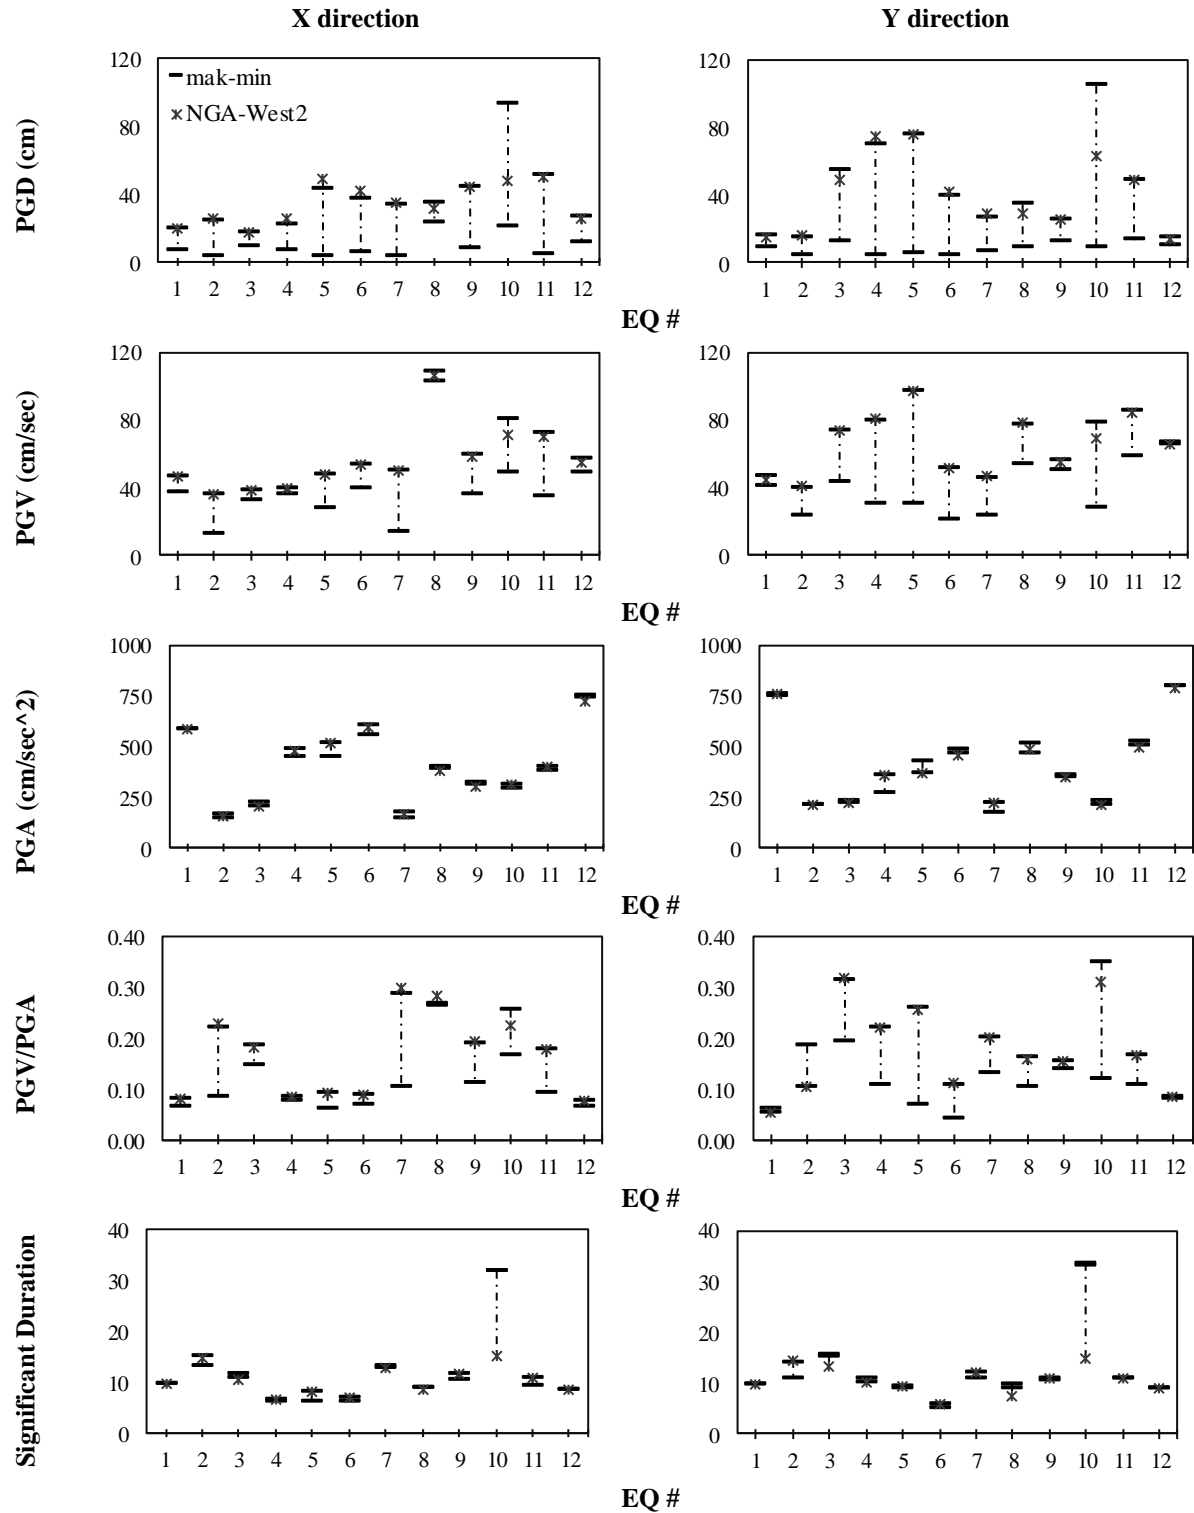 X direction
Y direction
PGD (cm)
120
80
40
0
mak-min
NGA-West2
1 2 3 4 5 6 7 8 9 10 11 12
120
80
40
0
1 2 3 4 5 6 7 8 9 10 11 12
EQ #
PGV (cm/sec)
120
80
40
0
1 2 3 4 5 6 7 8 9 10 11 12
120
80
40
0
1 2 3 4 5 6 7 8 9 10 11 12
EQ #
PGA (cm/sec^2)
1000
750
500
250
0
1 2 3 4 5 6 7 8 9 10 11 12
1000
750
500
250
0
1 2 3 4 5 6 7 8 9 10 11 12
EQ #
PGV/PGA
0.40
0.30
0.20
0.10
0.00
1 2 3 4 5 6 7 8 9 10 11 12
0.40
0.30
0.20
0.10
0.00
1 2 3 4 5 6 7 8 9 10 11 12
EQ #
Significant Duration
40
30
20
10
0
1 2 3 4 5 6 7 8 9 10 11 12
40
30
20
10
0
1 2 3 4 5 6 7 8 9 10 11 12
EQ #